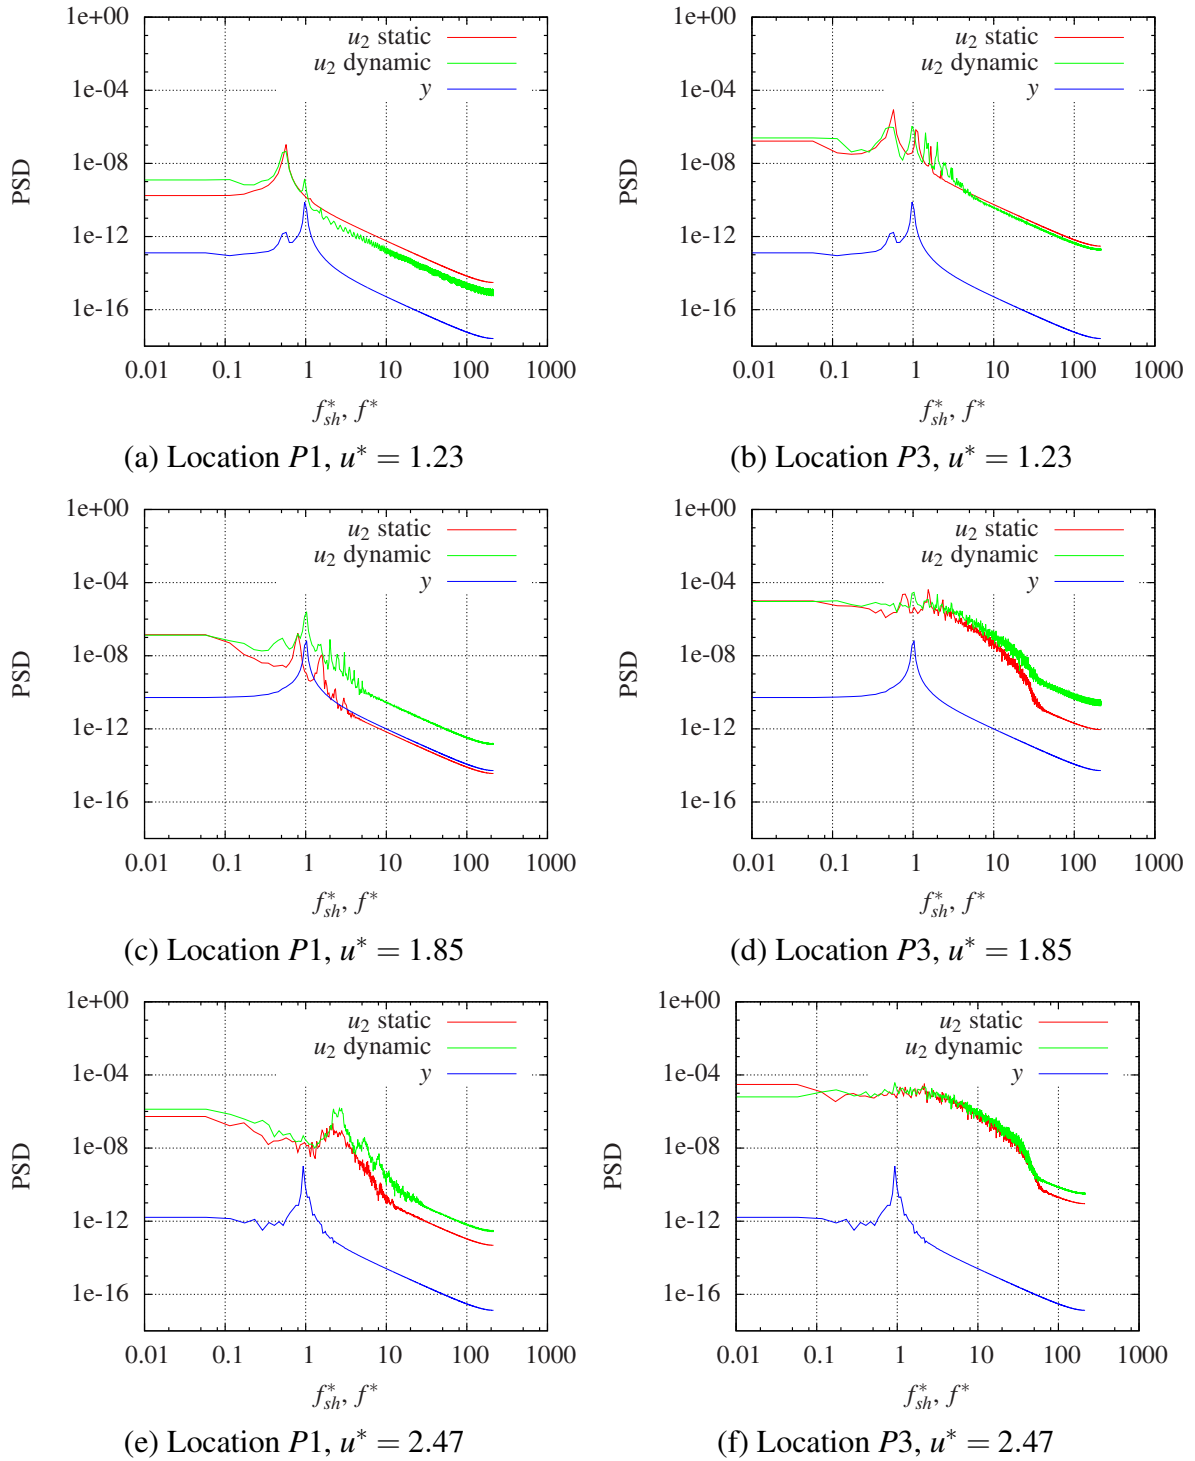 1e+00
1e-04
1e-08
1e-12
1e-16
PSD
u₂ static
u₂ dynamic
y
0.01 0.1 1 10 100 1000
f*sh, f*
(a) Location P1, u* = 1.23
1e+00
1e-04
1e-08
1e-12
1e-16
PSD
u₂ static
u₂ dynamic
y
0.01 0.1 1 10 100 1000
f*sh, f*
(b) Location P3, u* = 1.23
1e+00
1e-04
1e-08
1e-12
1e-16
PSD
u₂ static
u₂ dynamic
y
0.01 0.1 1 10 100 1000
f*sh, f*
(c) Location P1, u* = 1.85
1e+00
1e-04
1e-08
1e-12
1e-16
PSD
u₂ static
u₂ dynamic
y
0.01 0.1 1 10 100 1000
f*sh, f*
(d) Location P3, u* = 1.85
1e+00
1e-04
1e-08
1e-12
1e-16
PSD
u₂ static
u₂ dynamic
y
0.01 0.1 1 10 100 1000
f*sh, f*
(e) Location P1, u* = 2.47
1e+00
1e-04
1e-08
1e-12
1e-16
PSD
u₂ static
u₂ dynamic
y
0.01 0.1 1 10 100 1000
f*sh, f*
(f) Location P3, u* = 2.47